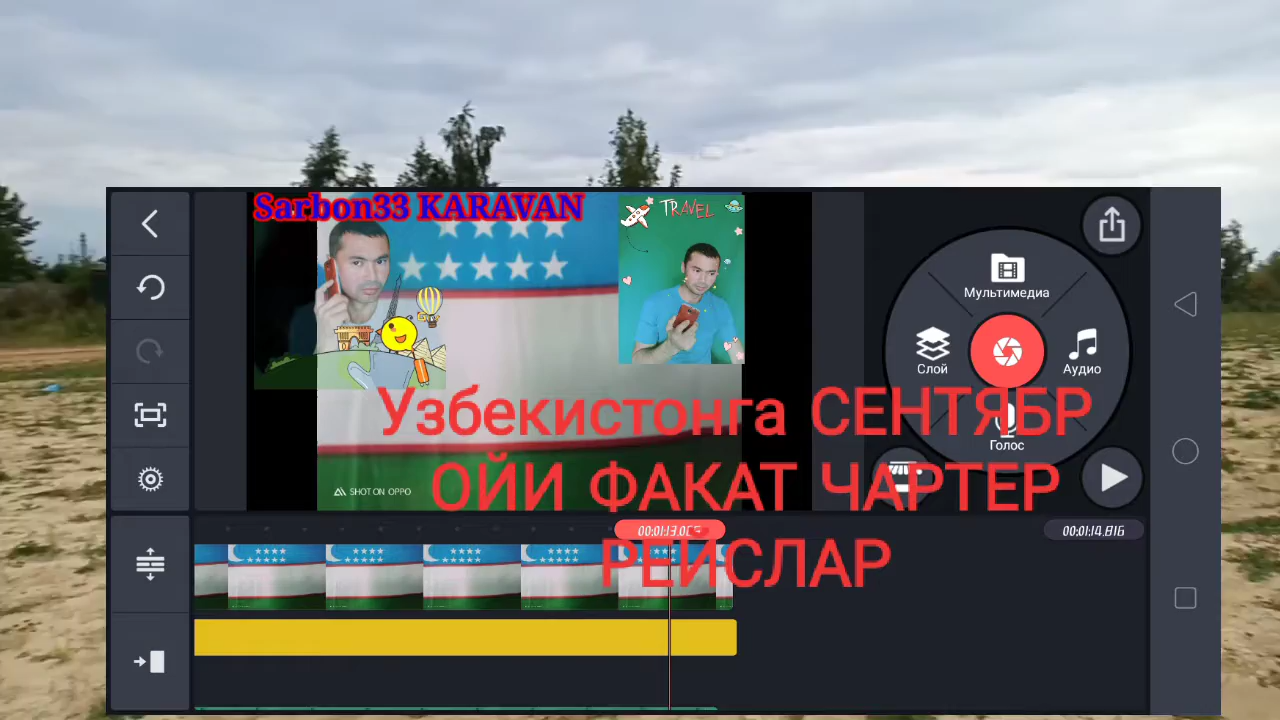 Sarbon33 KARAVAN
TRAVEL
Мультимедиа
Слой
Аудио
Голос
Узбекистонга СЕНТЯБР
ОЙИ ФАКАТ ЧАРТЕР
РЕЙСЛАР
SHOT ON OPPO
00:01:14.816